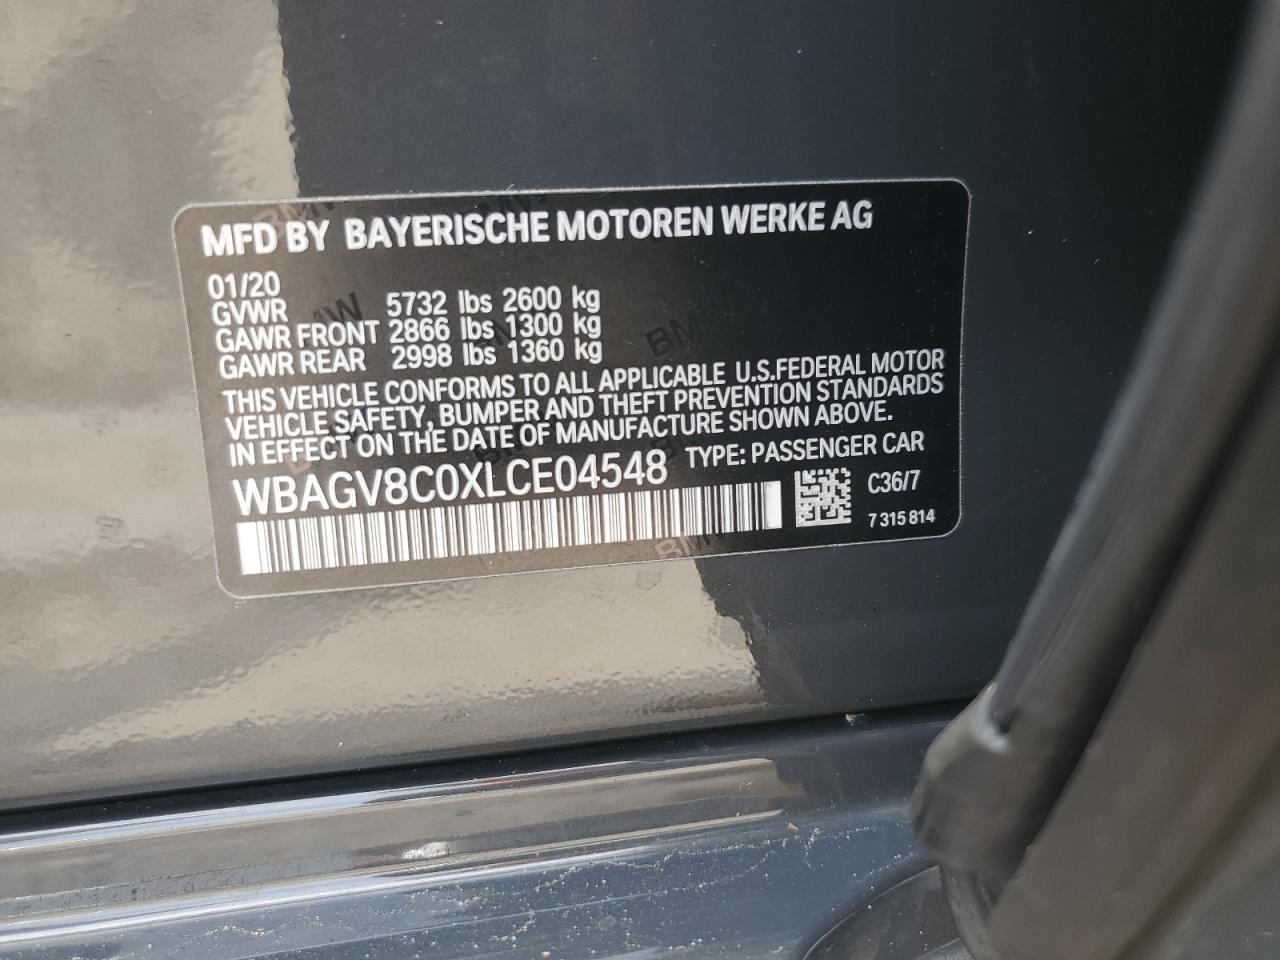 MFD BY BAYERISCHE MOTOREN WERKE AG
01/20
GVWR 5732 lbs 2600 kg
GAWR FRONT 2866 lbs 1300 kg
GAWR REAR 2998 lbs 1360 kg
THIS VEHICLE CONFORMS TO ALL APPLICABLE U.S.FEDERAL MOTOR
VEHICLE SAFETY, BUMPER AND THEFT PREVENTION STANDARDS
IN EFFECT ON THE DATE OF MANUFACTURE SHOWN ABOVE.
WBAGV8C0XLCE04548 TYPE: PASSENGER CAR
C36/7
7 315 814